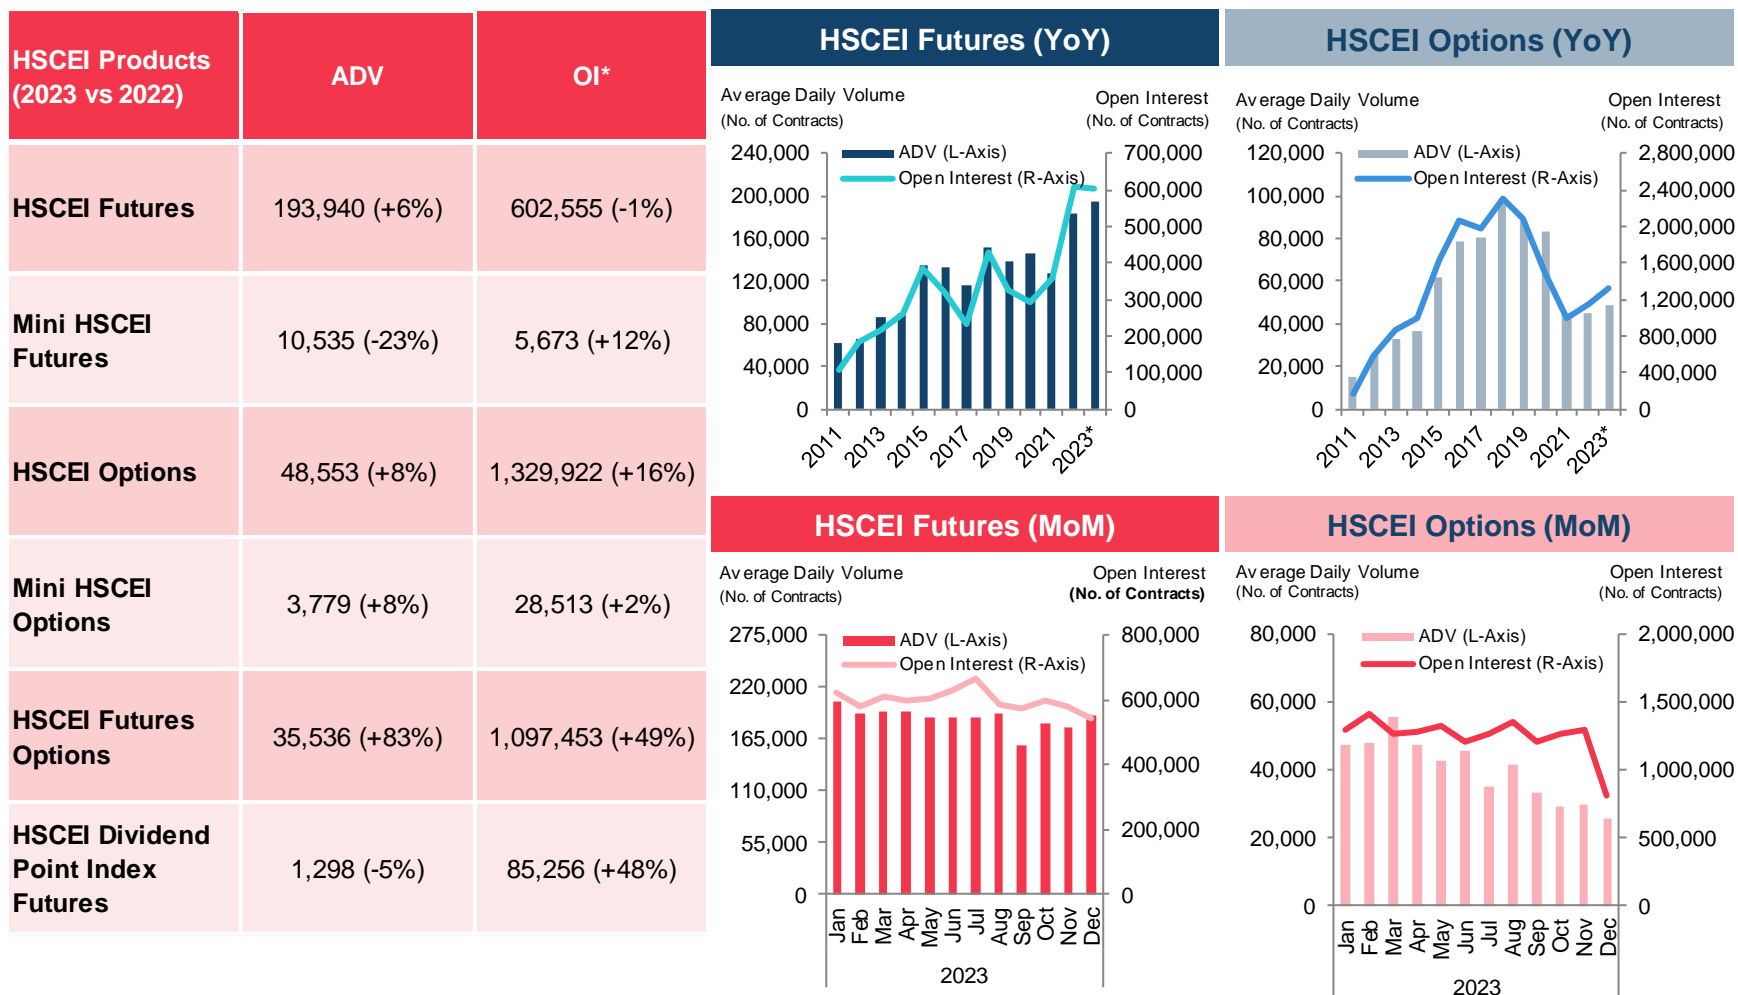 HSCEI Products
(2023 vs 2022)
ADV
OI*
HSCEI Futures
193,940 (+6%)
602,555 (-1%)
Mini HSCEI
Futures
10,535 (-23%)
5,673 (+12%)
HSCEI Options
48,553 (+8%)
1,329,922 (+16%)
Mini HSCEI
Options
3,779 (+8%)
28,513 (+2%)
HSCEI Futures
Options
35,536 (+83%)
1,097,453 (+49%)
HSCEI Dividend
Point Index
Futures
1,298 (-5%)
85,256 (+48%)
HSCEI Futures (YoY)
Average Daily Volume
(No. of Contracts)
Open Interest
(No. of Contracts)
ADV (L-Axis)
Open Interest (R-Axis)
240,000
200,000
160,000
120,000
80,000
40,000
0
700,000
600,000
500,000
400,000
300,000
200,000
100,000
0
2011
2013
2015
2017
2019
2021
2023*
HSCEI Options (YoY)
Average Daily Volume
(No. of Contracts)
Open Interest
(No. of Contracts)
ADV (L-Axis)
Open Interest (R-Axis)
120,000
100,000
80,000
60,000
40,000
20,000
0
2,800,000
2,400,000
2,000,000
1,600,000
1,200,000
800,000
400,000
0
2011
2013
2015
2017
2019
2021
2023*
HSCEI Futures (MoM)
Average Daily Volume
(No. of Contracts)
Open Interest
(No. of Contracts)
ADV (L-Axis)
Open Interest (R-Axis)
275,000
220,000
165,000
110,000
55,000
0
800,000
600,000
400,000
200,000
0
Jan
Feb
Mar
Apr
May
Jun
Jul
Aug
Sep
Oct
Nov
Dec
2023
HSCEI Options (MoM)
Average Daily Volume
(No. of Contracts)
Open Interest
(No. of Contracts)
ADV (L-Axis)
Open Interest (R-Axis)
80,000
60,000
40,000
20,000
0
2,000,000
1,500,000
1,000,000
500,000
0
Jan
Feb
Mar
Apr
May
Jun
Jul
Aug
Sep
Oct
Nov
Dec
2023